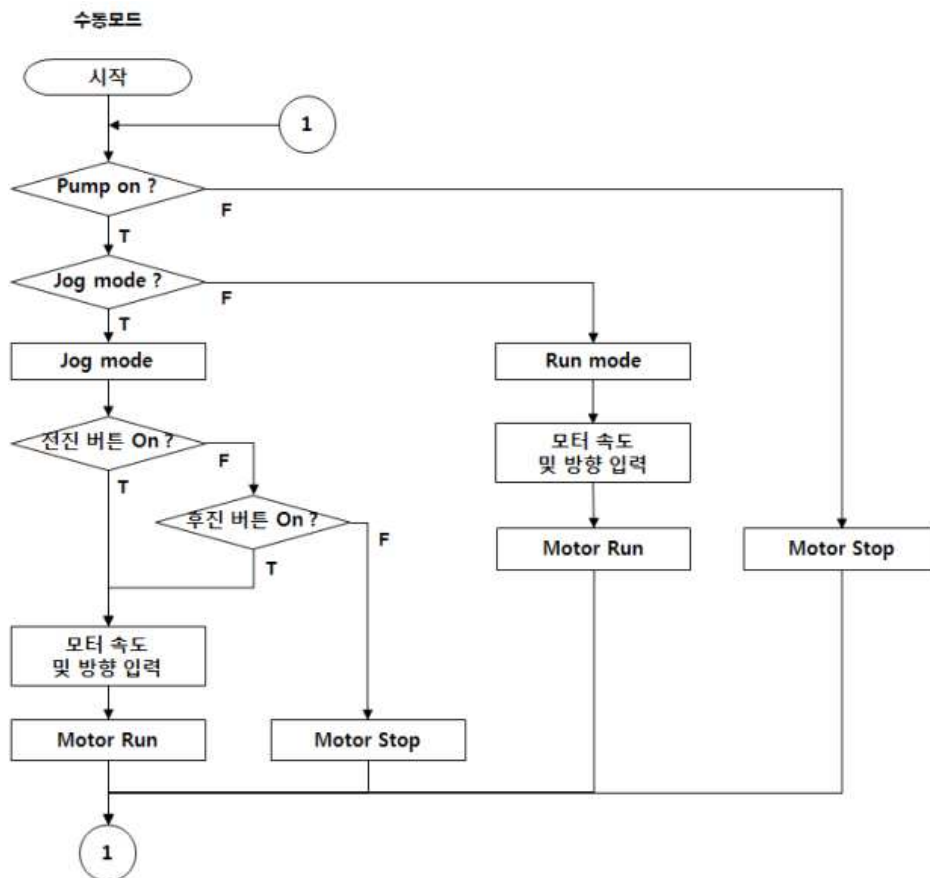 수동모드
시작
1
Pump on ?
F
T
Jog mode ?
F
T
Jog mode
Run mode
전진 버튼 On ?
F
T
모터 속도
및 방향 입력
후진 버튼 On ?
F
T
Motor Run
Motor Stop
모터 속도
및 방향 입력
Motor Run
Motor Stop
1